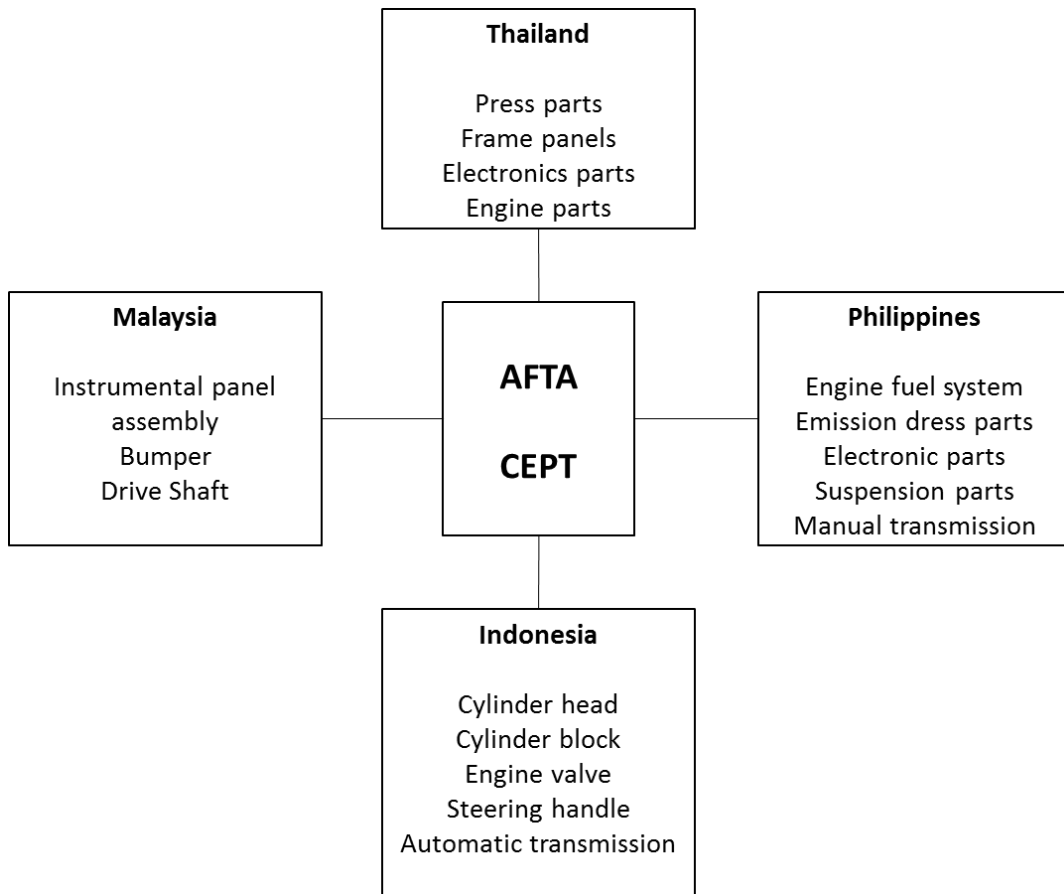 Thailand
Press parts
Frame panels
Electronics parts
Engine parts
Malaysia
Instrumental panel
assembly
Bumper
Drive Shaft
AFTA
CEPT
Philippines
Engine fuel system
Emission dress parts
Electronic parts
Suspension parts
Manual transmission
Indonesia
Cylinder head
Cylinder block
Engine valve
Steering handle
Automatic transmission